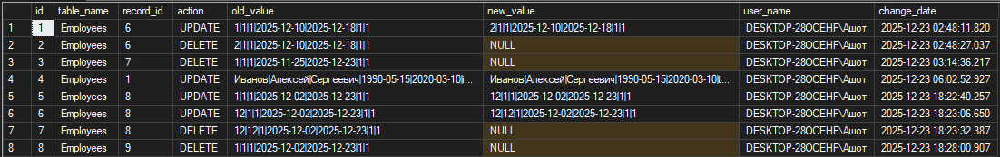 id table_name record_id action old_value new_value user_name change_date
1 1 Employees 6 UPDATE 1|1|1|2025-12-10|2025-12-18|1|1 2|1|1|2025-12-10|2025-12-18|1|1 DESKTOP-28OCEHF\Ашот 2025-12-23 02:48:11.820
2 2 Employees 6 DELETE 2|1|1|2025-12-10|2025-12-18|1|1 NULL DESKTOP-28OCEHF\Ашот 2025-12-23 02:48:27.037
3 3 Employees 7 DELETE 1|1|1|2025-11-25|2025-12-23|1|1 NULL DESKTOP-28OCEHF\Ашот 2025-12-23 03:14:36.217
4 4 Employees 1 UPDATE Иванов|Алексей|Сергеевич|1990-05-15|2020-03-10|i... Иванов|Алексей|Сергеевич|1990-05-15|2020-03-10|t... DESKTOP-28OCEHF\Ашот 2025-12-23 06:02:52.927
5 5 Employees 8 UPDATE 1|1|1|2025-12-02|2025-12-23|1|1 12|1|1|2025-12-02|2025-12-23|1|1 DESKTOP-28OCEHF\Ашот 2025-12-23 18:22:40.257
6 6 Employees 8 UPDATE 12|1|1|2025-12-02|2025-12-23|1|1 12|12|1|2025-12-02|2025-12-23|1|1 DESKTOP-28OCEHF\Ашот 2025-12-23 18:23:06.650
7 7 Employees 8 DELETE 12|12|1|2025-12-02|2025-12-23|1|1 NULL DESKTOP-28OCEHF\Ашот 2025-12-23 18:23:32.387
8 8 Employees 9 DELETE 1|1|1|2025-12-02|2025-12-23|1|1 NULL DESKTOP-28OCEHF\Ашот 2025-12-23 18:28:00.907